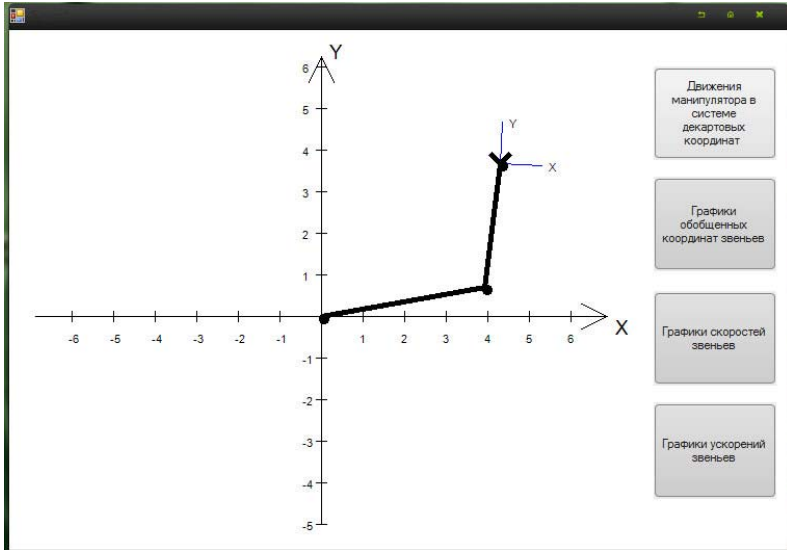 Y
6
5
4
3
2
1
-6 -5 -4 -3 -2 -1 1 2 3 4 5 6
X
-1
-2
-3
-4
-5
Y
X
Движения
манипулятора в
системе
декартовых
координат
Графики
обобщенных
координат звеньев
Графики скоростей
звеньев
Графики ускорений
звеньев